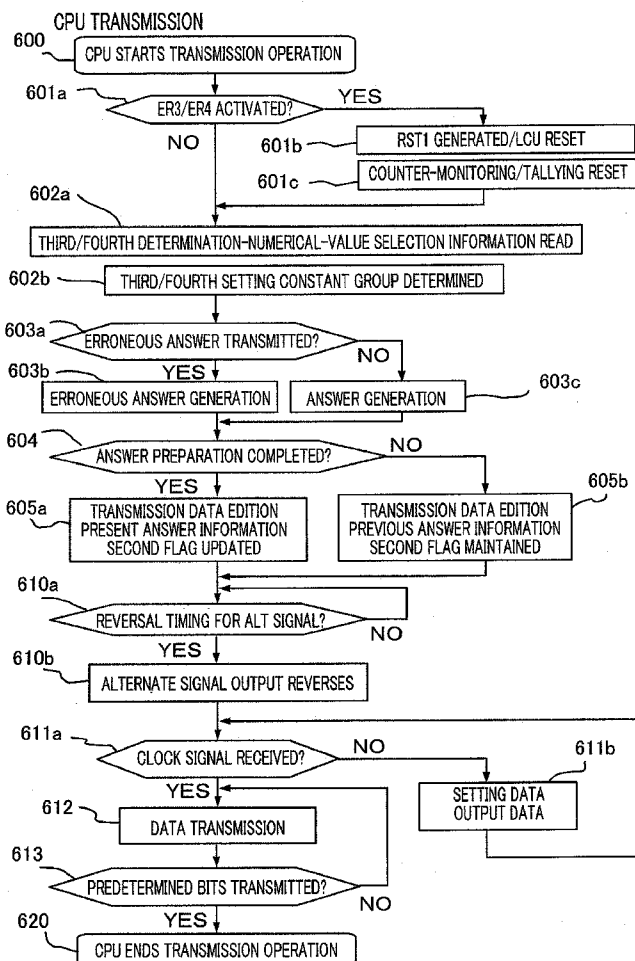 CPU TRANSMISSION
600
CPU STARTS TRANSMISSION OPERATION
601a
ER3/ER4 ACTIVATED?
YES
NO
601b
RST1 GENERATED/LCU RESET
601c
COUNTER-MONITORING/TALLYING RESET
602a
THIRD/FOURTH DETERMINATION-NUMERICAL-VALUE SELECTION INFORMATION READ
602b
THIRD/FOURTH SETTING CONSTANT GROUP DETERMINED
603a
ERRONEOUS ANSWER TRANSMITTED?
NO
YES
603b
ERRONEOUS ANSWER GENERATION
ANSWER GENERATION
603c
604
ANSWER PREPARATION COMPLETED?
NO
YES
605a
TRANSMISSION DATA EDITION
PRESENT ANSWER INFORMATION
SECOND FLAG UPDATED
605b
TRANSMISSION DATA EDITION
PREVIOUS ANSWER INFORMATION
SECOND FLAG MAINTAINED
610a
REVERSAL TIMING FOR ALT SIGNAL?
NO
YES
610b
ALTERNATE SIGNAL OUTPUT REVERSES
611a
CLOCK SIGNAL RECEIVED?
NO
YES
611b
SETTING DATA
OUTPUT DATA
612
DATA TRANSMISSION
613
PREDETERMINED BITS TRANSMITTED?
NO
YES
620
CPU ENDS TRANSMISSION OPERATION